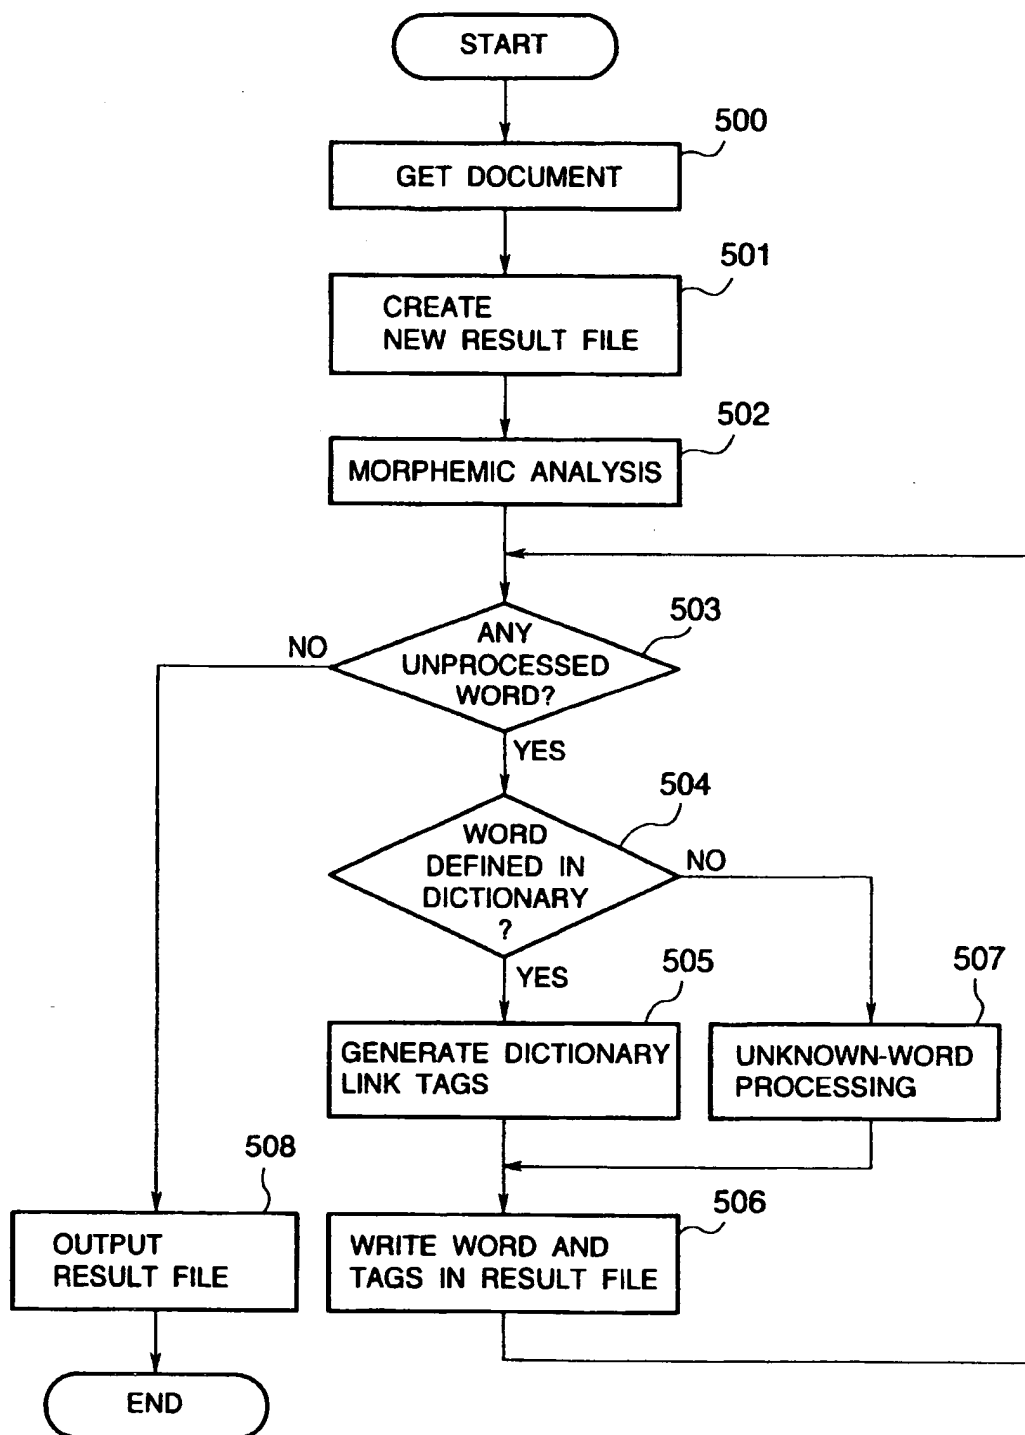 START
500
GET DOCUMENT
501
CREATE
NEW RESULT FILE
502
MORPHEMIC ANALYSIS
503
NO
ANY
UNPROCESSED
WORD?
YES
504
WORD
DEFINED IN
DICTIONARY
?
NO
YES
505
507
GENERATE DICTIONARY
LINK TAGS
UNKNOWN-WORD
PROCESSING
508
506
OUTPUT
RESULT FILE
WRITE WORD AND
TAGS IN RESULT FILE
END